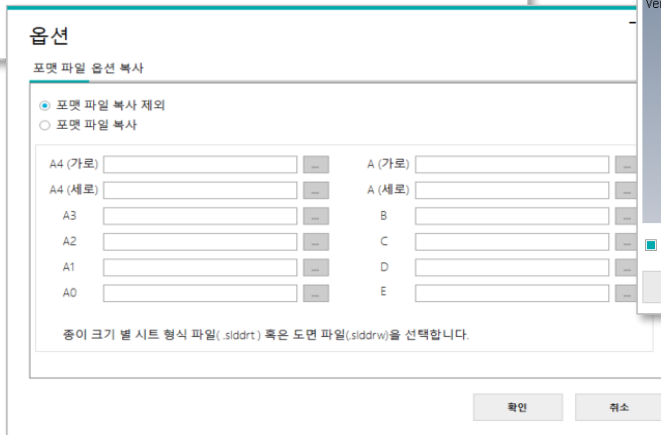 Ver
옵션
포맷 파일 옵션 복사
포맷 파일 복사 제외
포맷 파일 복사
A4 (가로) ... A (가로) ...
A4 (세로) ... A (세로) ...
A3 ... B ...
A2 ... C ...
A1 ... D ...
A0 ... E ...
종이 크기 별 시트 형식 파일( .slddrt ) 혹은 도면 파일(.slddrw)을 선택합니다.
확인 취소